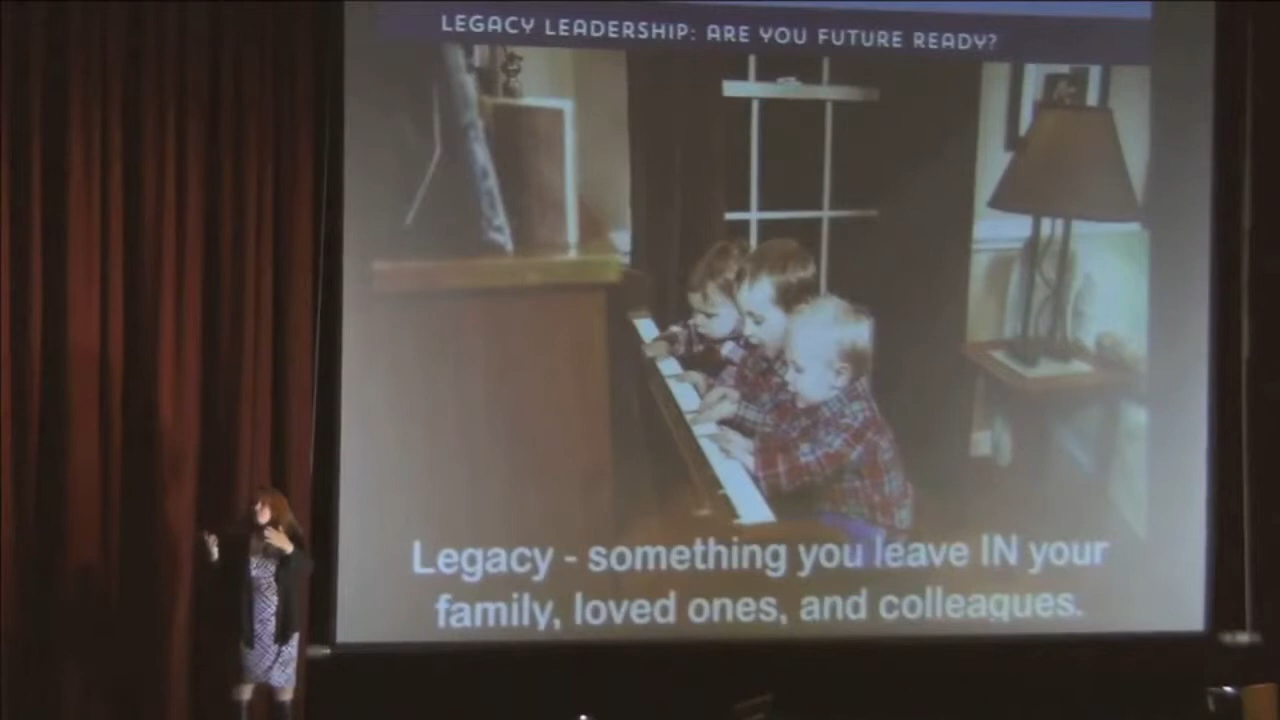 LEGACY LEADERSHIP: ARE YOU FUTURE READY?
Legacy - something you leave IN your
family, loved ones, and colleagues.